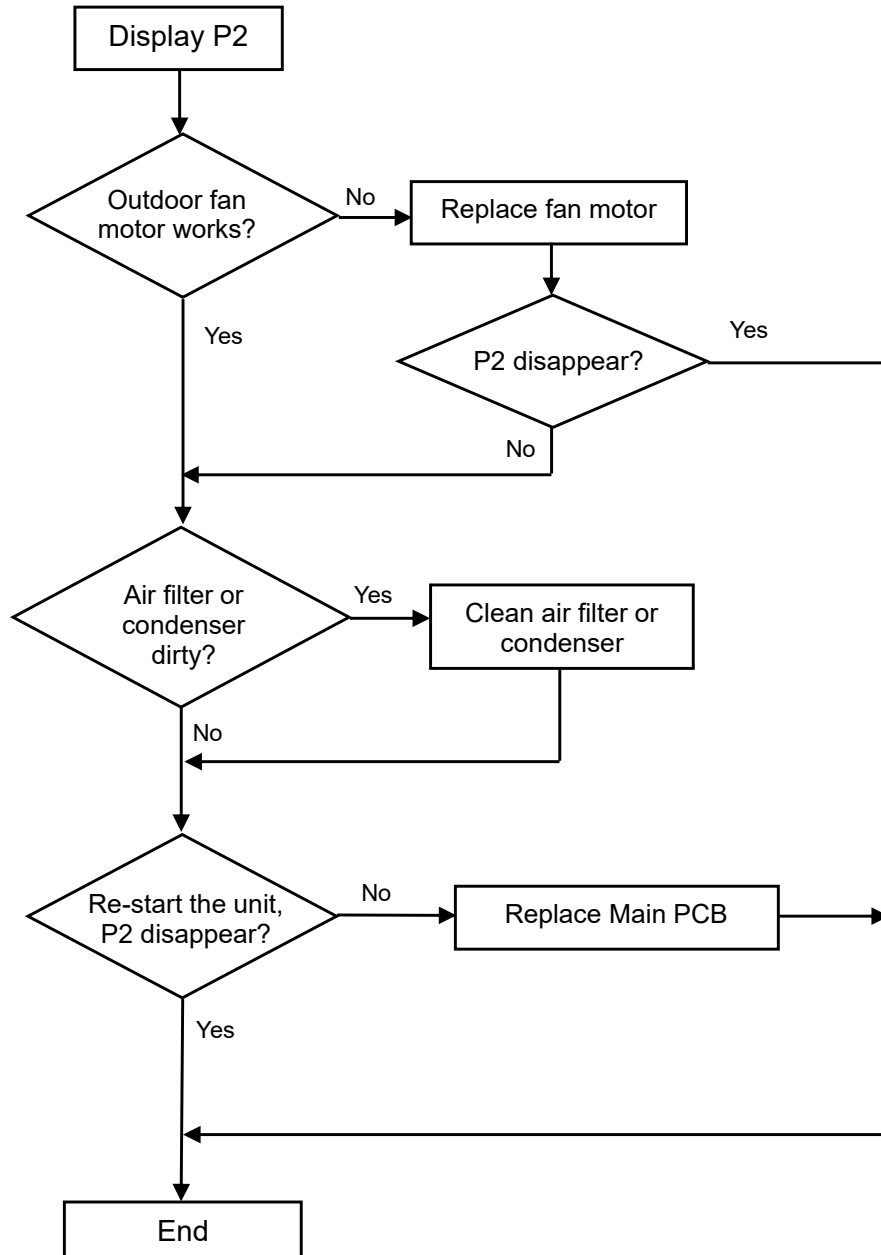 Display P2
Outdoor fan
motor works?
No
Replace fan motor
Yes
P2 disappear?
Yes
No
Air filter or
condenser
dirty?
Yes
Clean air filter or
condenser
No
Re-start the unit,
P2 disappear?
No
Replace Main PCB
Yes
End